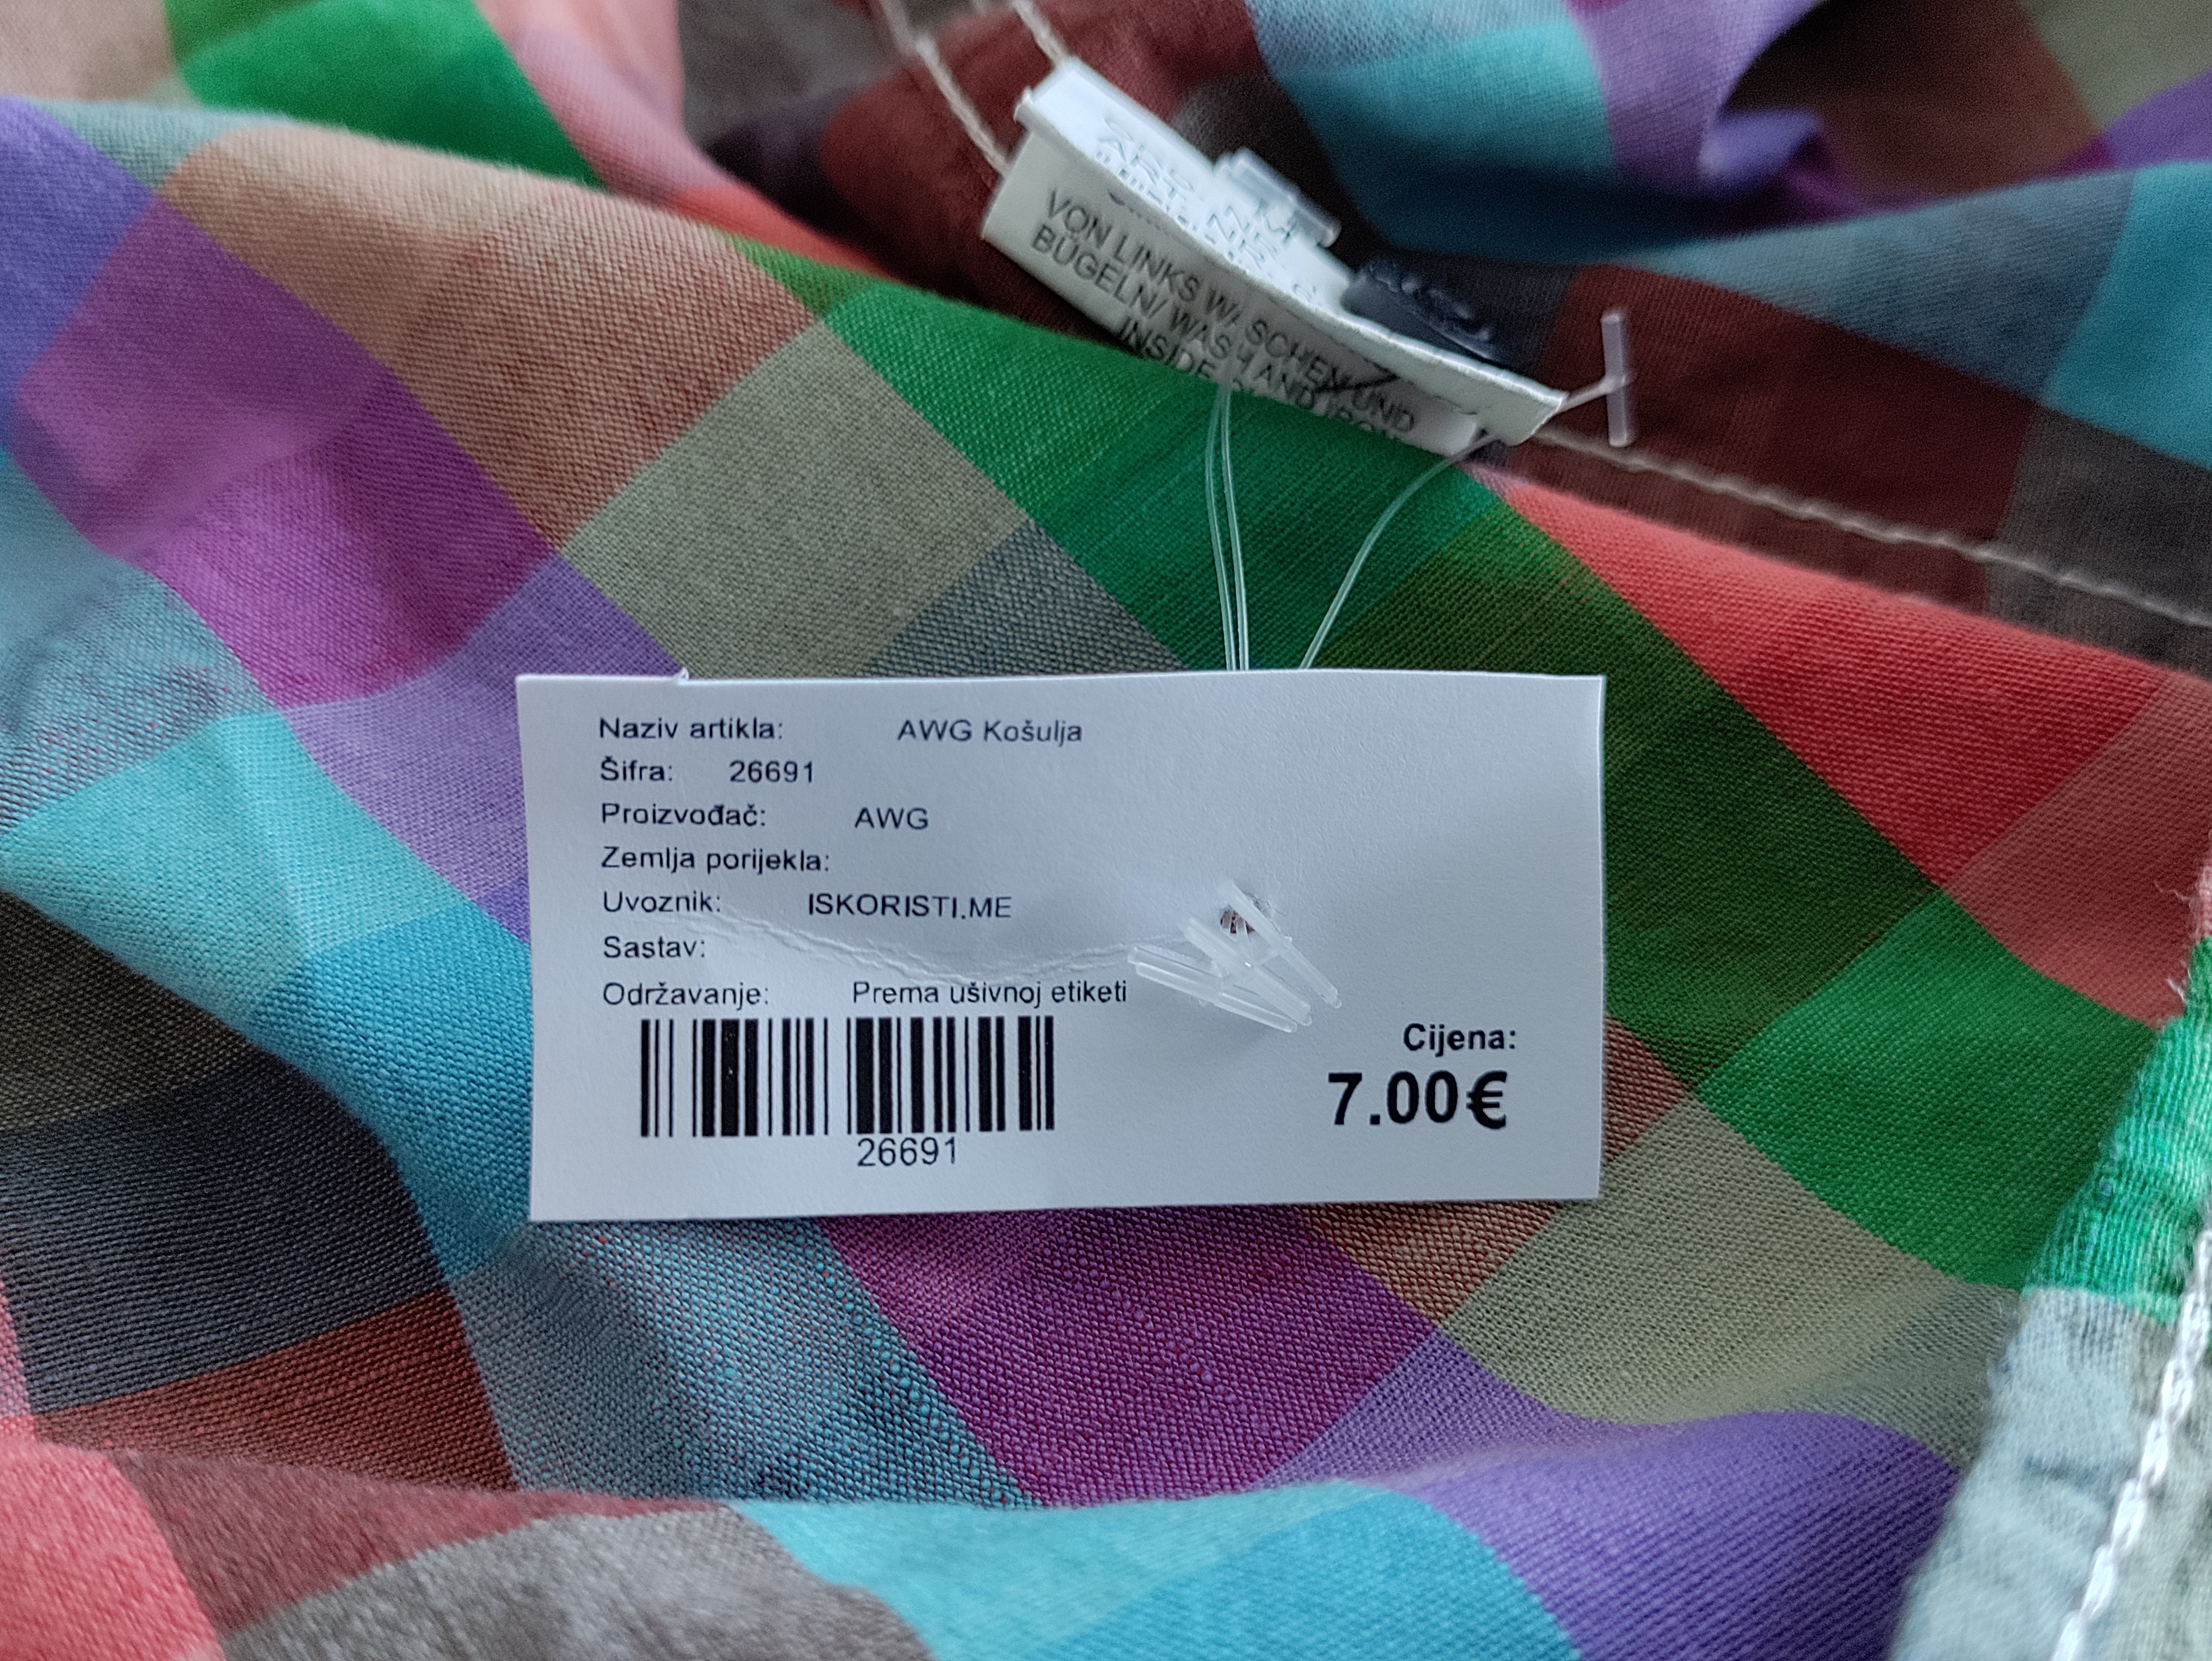 VON LINKS WASCHEN UND
BÜGELN/ WASH AND IRON
INSIDE
Naziv artikla: AWG Košulja
Šifra: 26691
Proizvođač: AWG
Zemlja porijekla:
Uvoznik: ISKORISTI.ME
Sastav:
Održavanje: Prema ušivnoj etiketi
26691
Cijena:
7.00€